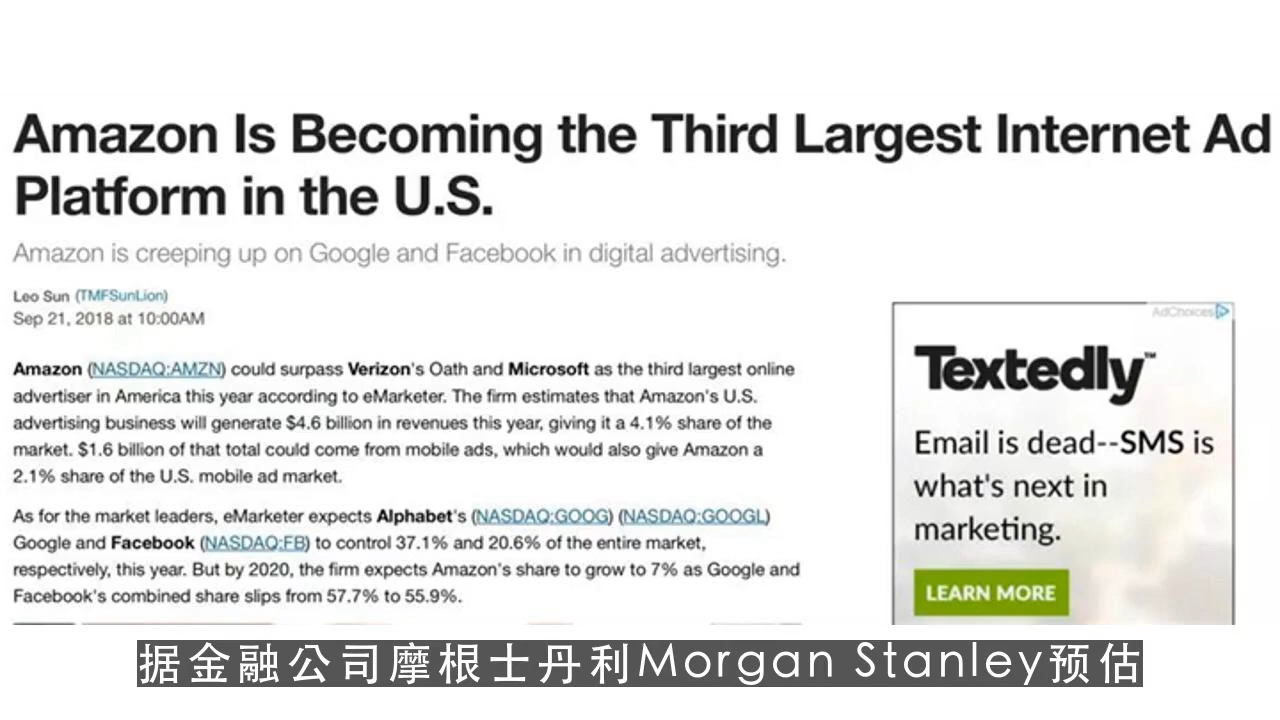 Amazon Is Becoming the Third Largest Internet Ad
Platform in the U.S.
Amazon is creeping up on Google and Facebook in digital advertising.
Leo Sun (TMFSunLion)
Sep 21, 2018 at 10:00AM
Amazon (NASDAQ:AMZN) could surpass Verizon's Oath and Microsoft as the third largest online
advertiser in America this year according to eMarketer. The firm estimates that Amazon's U.S.
advertising business will generate $4.6 billion in revenues this year, giving it a 4.1% share of the
market. $1.6 billion of that total could come from mobile ads, which would also give Amazon a
2.1% share of the U.S. mobile ad market.
As for the market leaders, eMarketer expects Alphabet's (NASDAQ:GOOG) (NASDAQ:GOOGL)
Google and Facebook (NASDAQ:FB) to control 37.1% and 20.6% of the entire market,
respectively, this year. But by 2020, the firm expects Amazon's share to grow to 7% as Google and
Facebook's combined share slips from 57.7% to 55.9%.
AdChoices
Textedly™
Email is dead--SMS is
what's next in
marketing.
LEARN MORE
据金融公司摩根士丹利Morgan Stanley预估